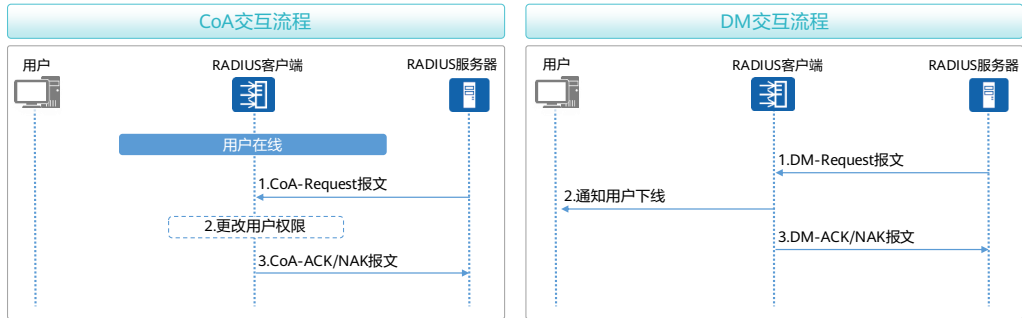 CoA交互流程
用户
RADIUS客户端
RADIUS服务器
用户在线
1.CoA-Request报文
2.更改用户权限
3.CoA-ACK/NAK报文
DM交互流程
用户
RADIUS客户端
RADIUS服务器
1.DM-Request报文
2.通知用户下线
3.DM-ACK/NAK报文